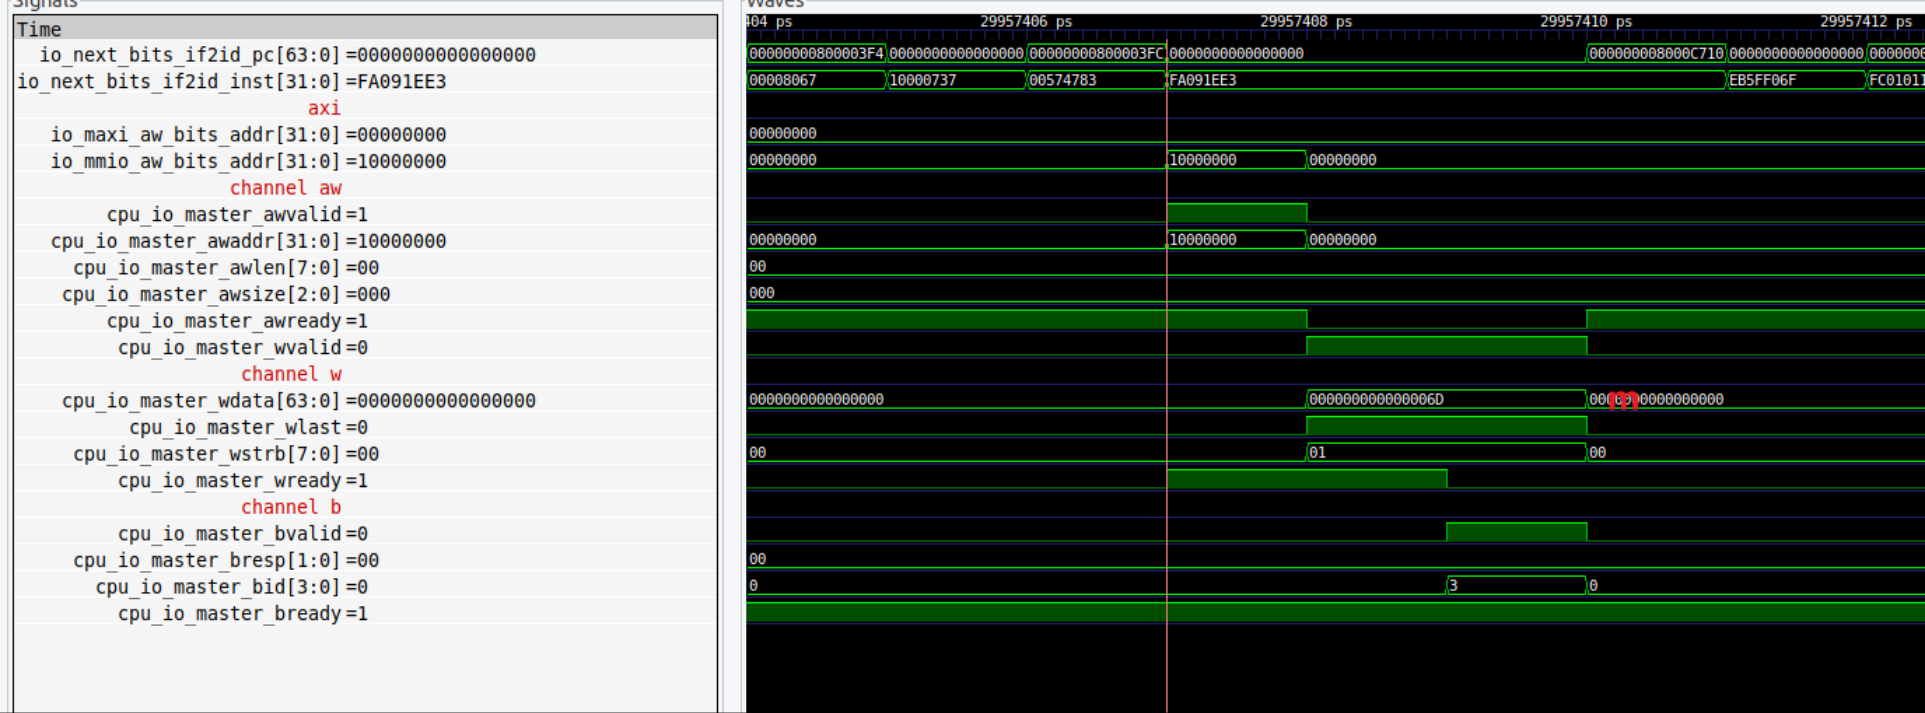 Signals
Waves
Time
404 ps 29957406 ps 29957408 ps 29957410 ps 29957412 ps
io_next_bits_if2id_pc[63:0] =0000000000000000 00000000800003F4 0000000000000000 00000000800003FC 0000000000000000 000000008000C710 0000000000000000 0000000
io_next_bits_if2id_inst[31:0] =FA091EE3 00008067 10000737 00574783 FA091EE3 EB5FF06F FC01011
axi
io_maxi_aw_bits_addr[31:0] =00000000 00000000
io_mmio_aw_bits_addr[31:0] =10000000 00000000 10000000 00000000
channel aw
cpu_io_master_awvalid =1
cpu_io_master_awaddr[31:0] =10000000 00000000 10000000 00000000
cpu_io_master_awlen[7:0] =00 00
cpu_io_master_awsize[2:0] =000 000
cpu_io_master_awready =1
cpu_io_master_wvalid =0
channel w
cpu_io_master_wdata[63:0] =0000000000000000 0000000000000000 000000000000006D 0000000000000000 m
cpu_io_master_wlast =0
cpu_io_master_wstrb[7:0] =00 00 01 00
cpu_io_master_wready =1
channel b
cpu_io_master_bvalid =0
cpu_io_master_bresp[1:0] =00 00
cpu_io_master_bid[3:0] =0 0 3 0
cpu_io_master_bready =1